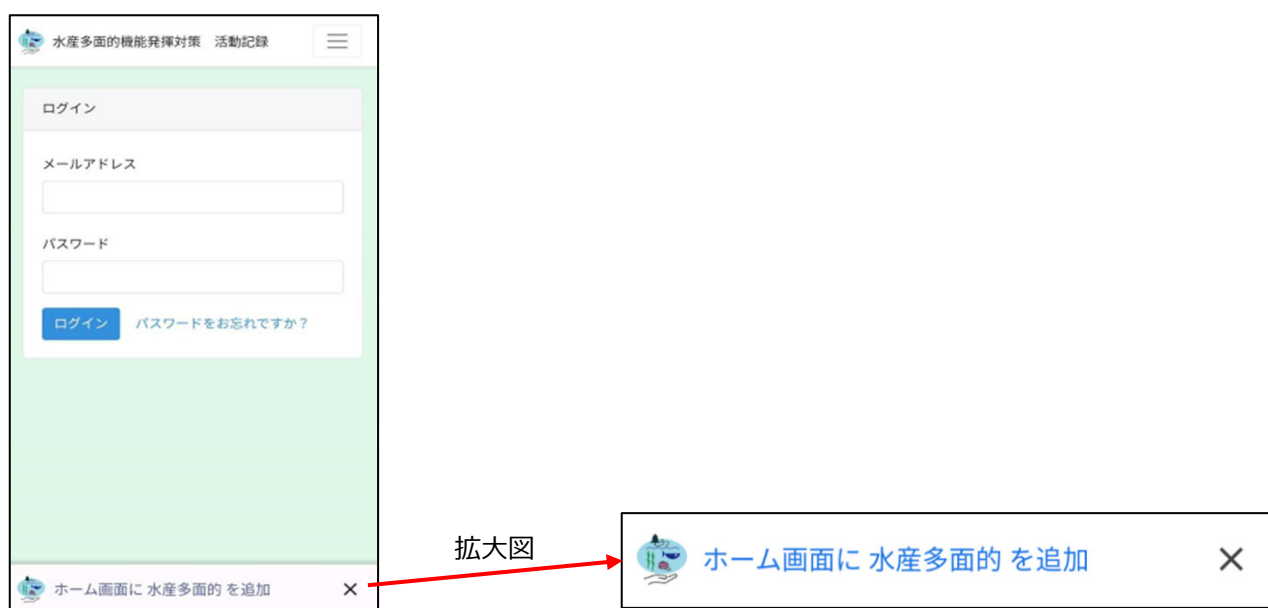 水産多面的機能発揮対策　活動記録
ログイン
メールアドレス
パスワード
ログイン　パスワードをお忘れですか？
ホーム画面に 水産多面的 を追加
拡大図
ホーム画面に 水産多面的 を追加